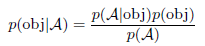 p(obj|𝒜) = p(𝒜|obj)p(obj) / p(𝒜)